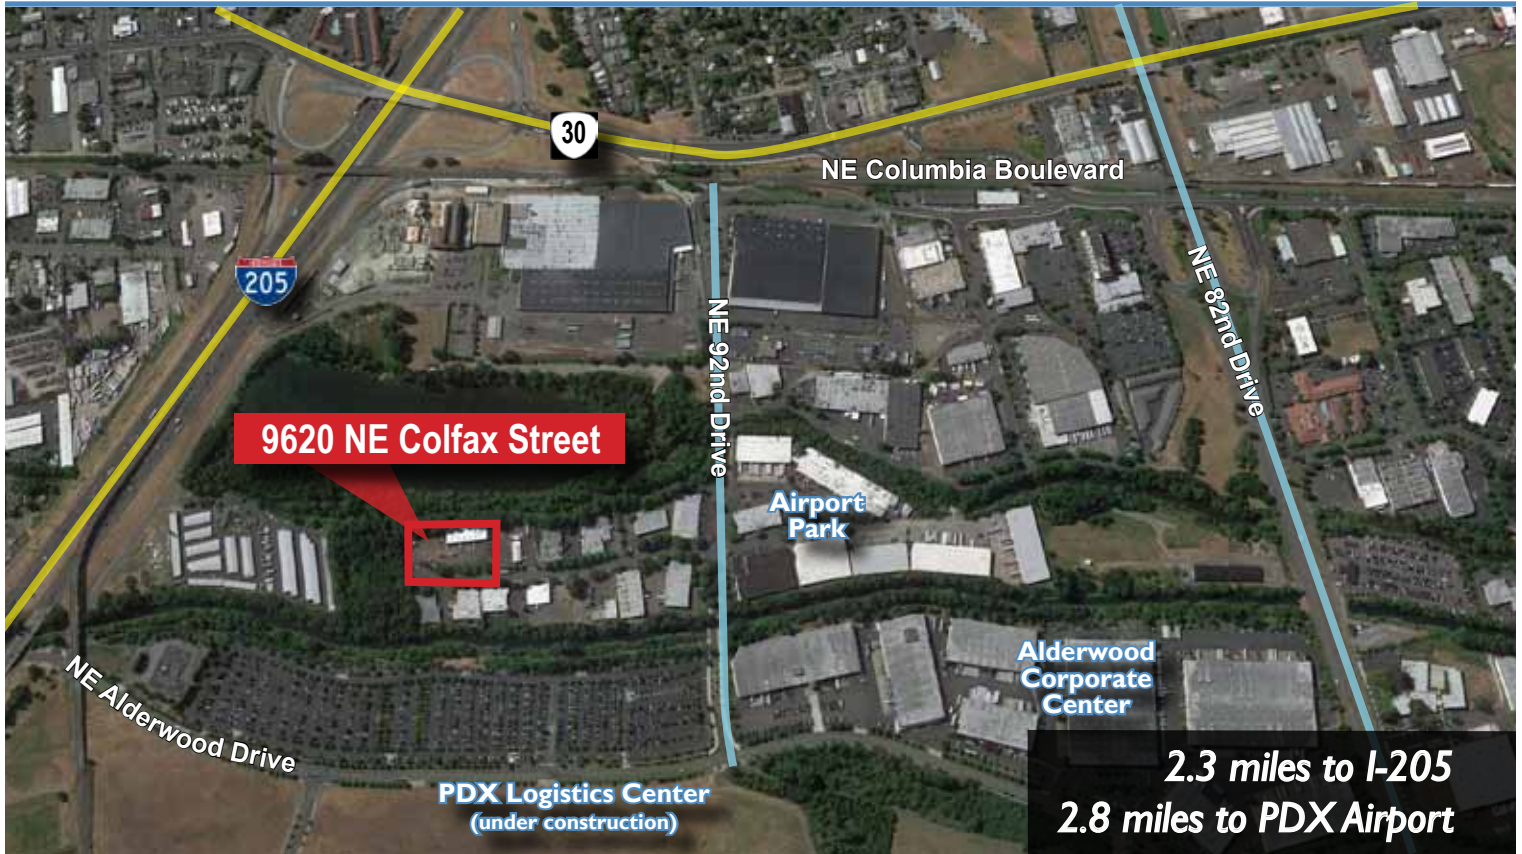 30
NE Columbia Boulevard
205
NE 82nd Drive
NE 92nd Drive
9620 NE Colfax Street
Airport
Park
Alderwood
Corporate
Center
NE Alderwood Drive
PDX Logistics Center
(under construction)
2.3 miles to I-205
2.8 miles to PDX Airport